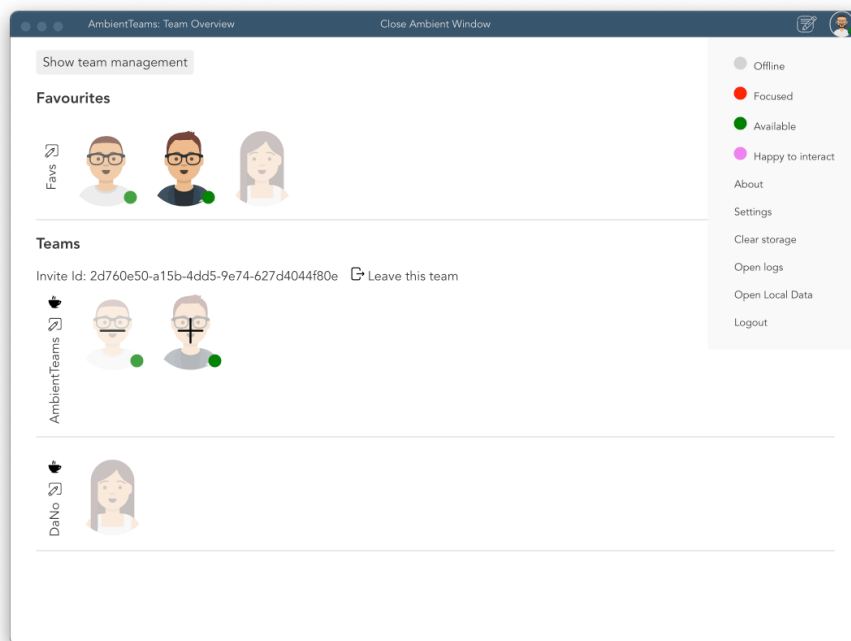 AmbientTeams: Team Overview
Close Ambient Window
Show team management
Favourites
Favs
Teams
Invite Id: 2d760e50-a15b-4dd5-9e74-627d4044f80e
Leave this team
AmbientTeams
DaNo
Offline
Focused
Available
Happy to interact
About
Settings
Clear storage
Open logs
Open Local Data
Logout